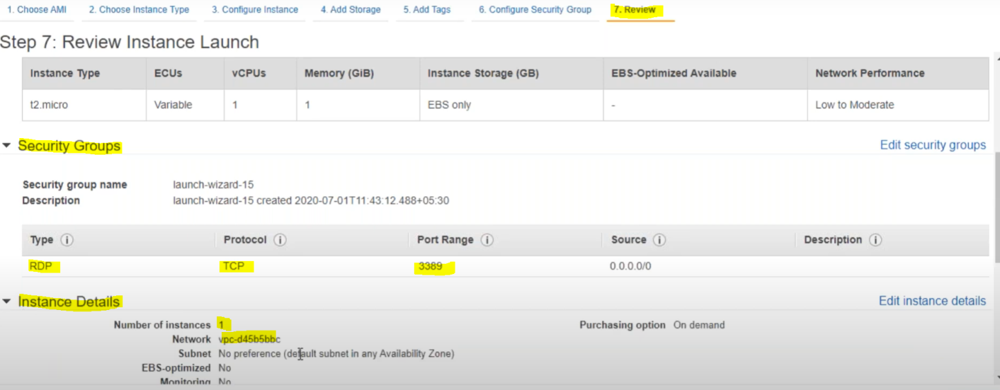 1. Choose AMI 2. Choose Instance Type 3. Configure Instance 4. Add Storage 5. Add Tags 6. Configure Security Group 7. Review
Step 7: Review Instance Launch
Instance Type ECUs vCPUs Memory (GiB) Instance Storage (GB) EBS-Optimized Available Network Performance
t2.micro Variable 1 1 EBS only - Low to Moderate
Security Groups Edit security groups
Security group name launch-wizard-15
Description launch-wizard-15 created 2020-07-01T11:43:12.488+05:30
Type i Protocol i Port Range i Source i Description i
RDP TCP 3389 0.0.0.0/0
Instance Details Edit instance details
Number of instances 1 Purchasing option On demand
Network vpc-d45b5bbc
Subnet No preference (default subnet in any Availability Zone)
EBS-optimized No
Monitoring No